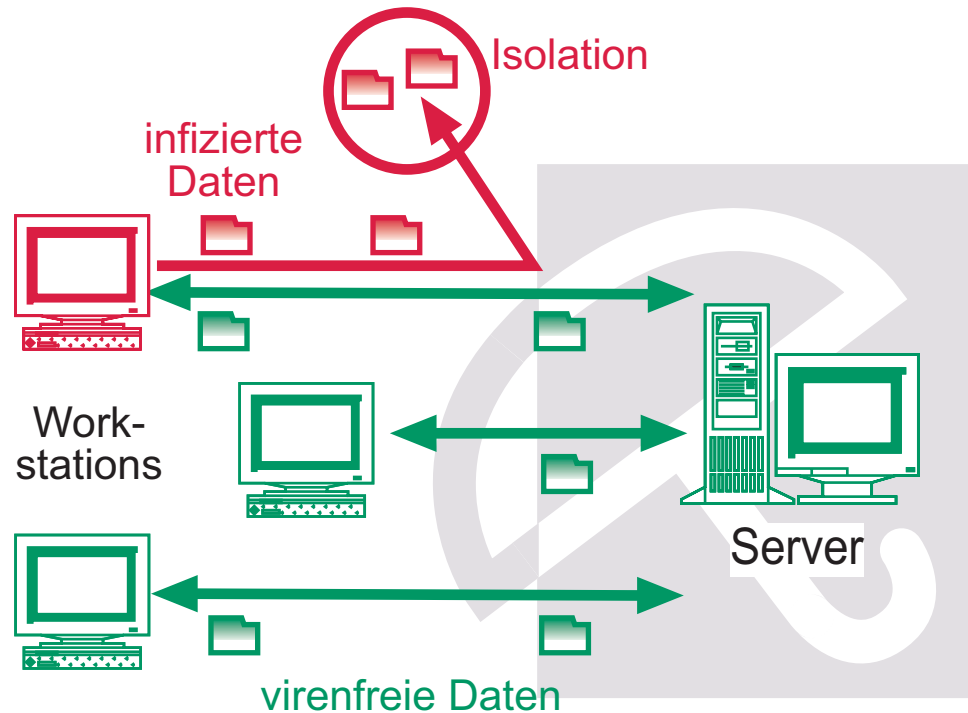 Isolation
infizierte
Daten
Work-
stations
Server
virenfreie Daten